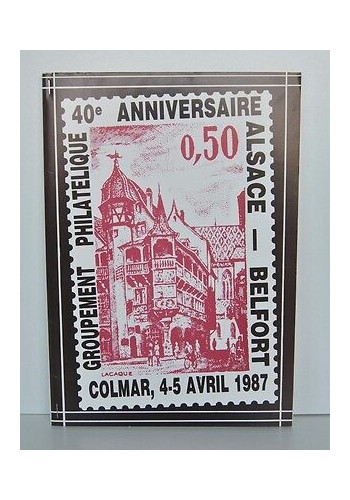 40e ANNIVERSAIRE
GROUPEMENT PHILATELIQUE
ALSACE — BELFORT
0,50
LACAQUE
COLMAR, 4-5 AVRIL 1987